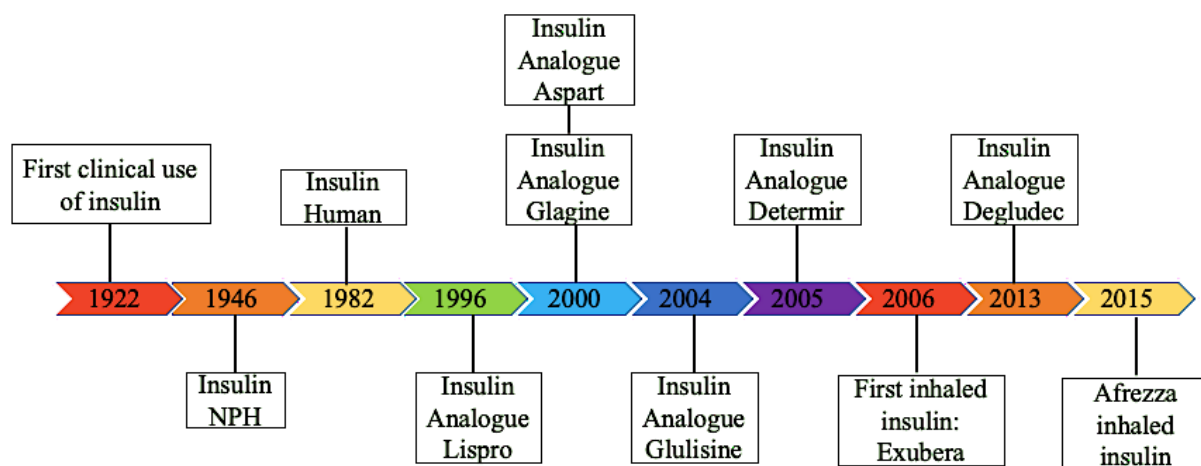 Insulin
Analogue
Aspart
First clinical use
of insulin
Insulin
Human
Insulin
Analogue
Glagine
Insulin
Analogue
Determir
Insulin
Analogue
Degludec
1922
1946
1982
1996
2000
2004
2005
2006
2013
2015
Insulin
NPH
Insulin
Analogue
Lispro
Insulin
Analogue
Glulisine
First inhaled
insulin:
Exubera
Afrezza
inhaled
insulin